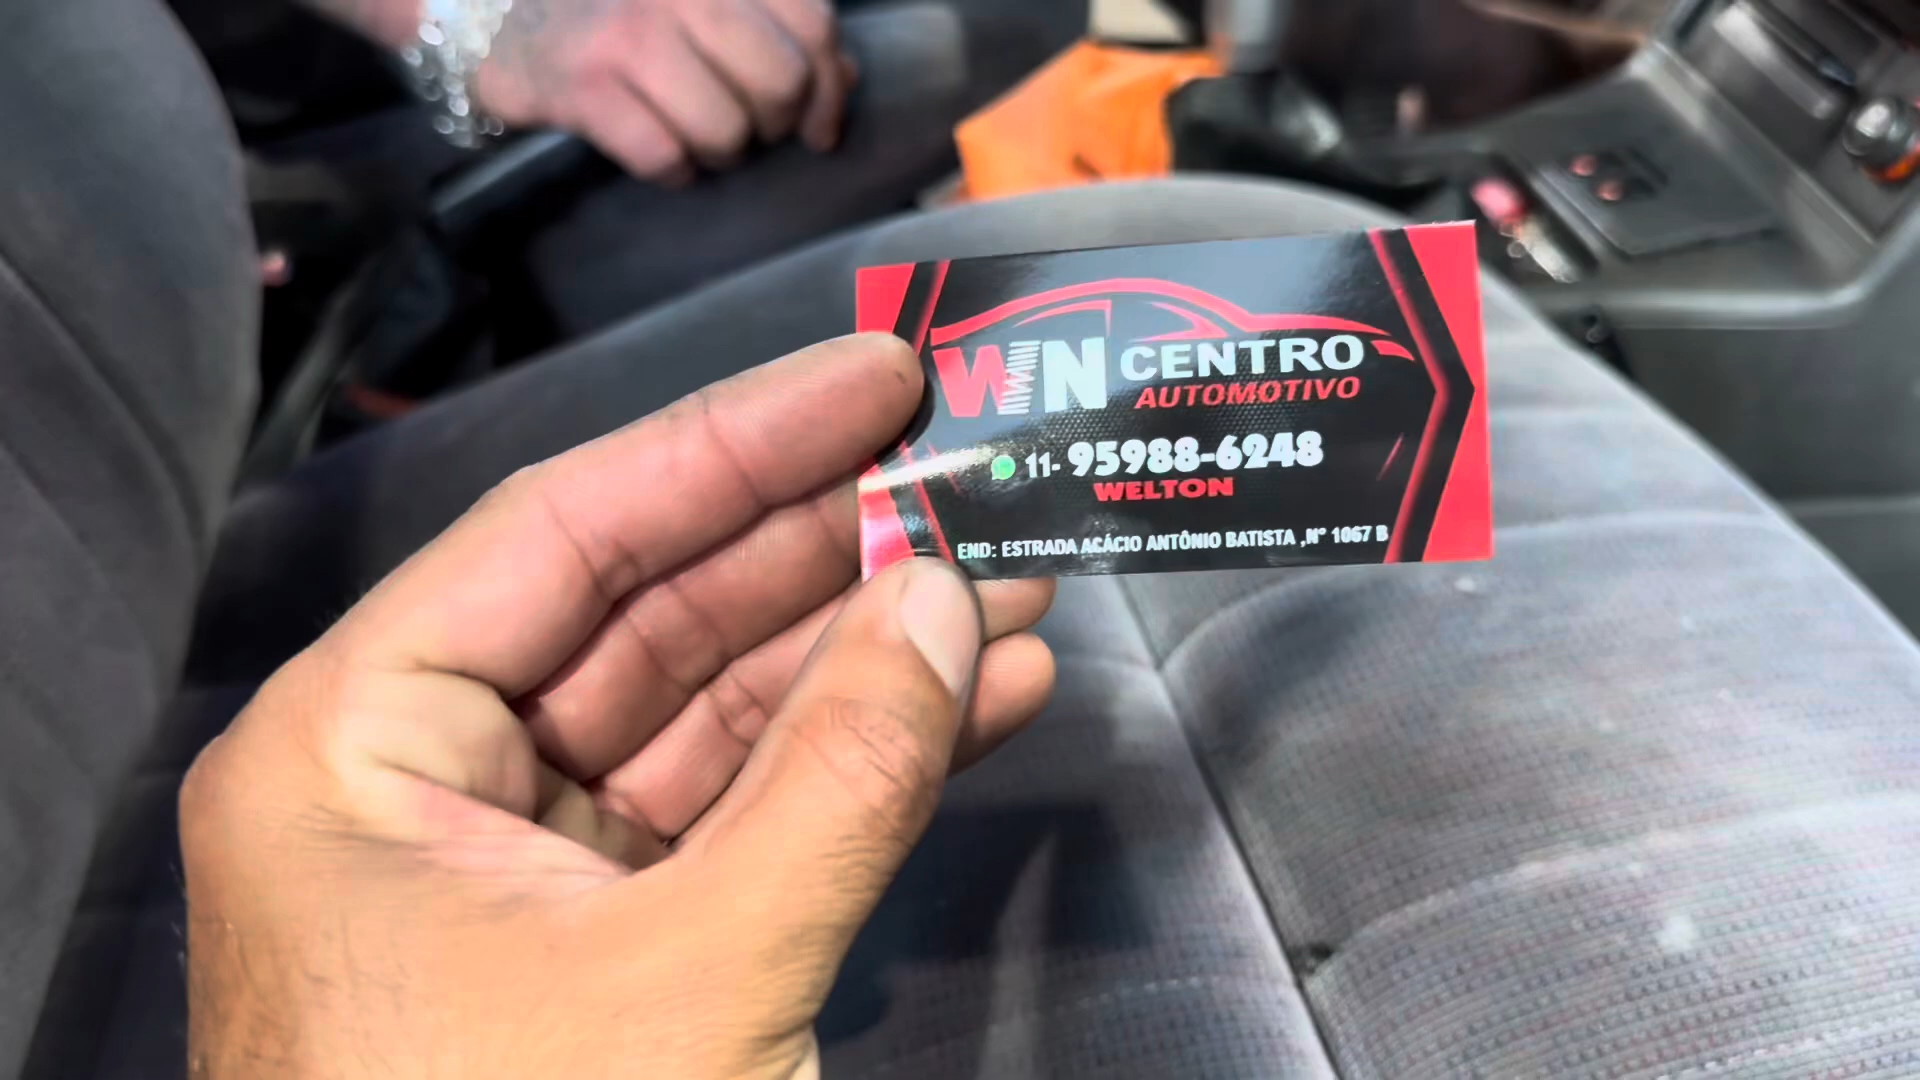 WN CENTRO
AUTOMOTIVO
11- 95988-6248
WELTON
END: ESTRADA ACÁCIO ANTÔNIO BATISTA ,Nº 1067 B